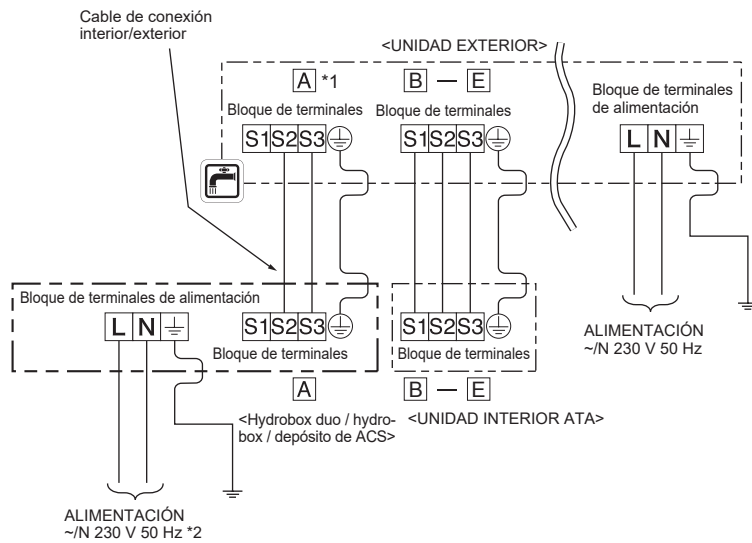 Cable de conexión
interior/exterior
<UNIDAD EXTERIOR>
A *1
B — E
Bloque de terminales
Bloque de terminales
Bloque de terminales
de alimentación
S1 S2 S3
S1 S2 S3
L N
Bloque de terminales de alimentación
L N
S1 S2 S3
S1 S2 S3
Bloque de terminales
Bloque de terminales
ALIMENTACIÓN
~/N 230 V 50 Hz
A
B — E
<Hydrobox duo / hydro-
box / depósito de ACS>
<UNIDAD INTERIOR ATA>
ALIMENTACIÓN
~/N 230 V 50 Hz *2